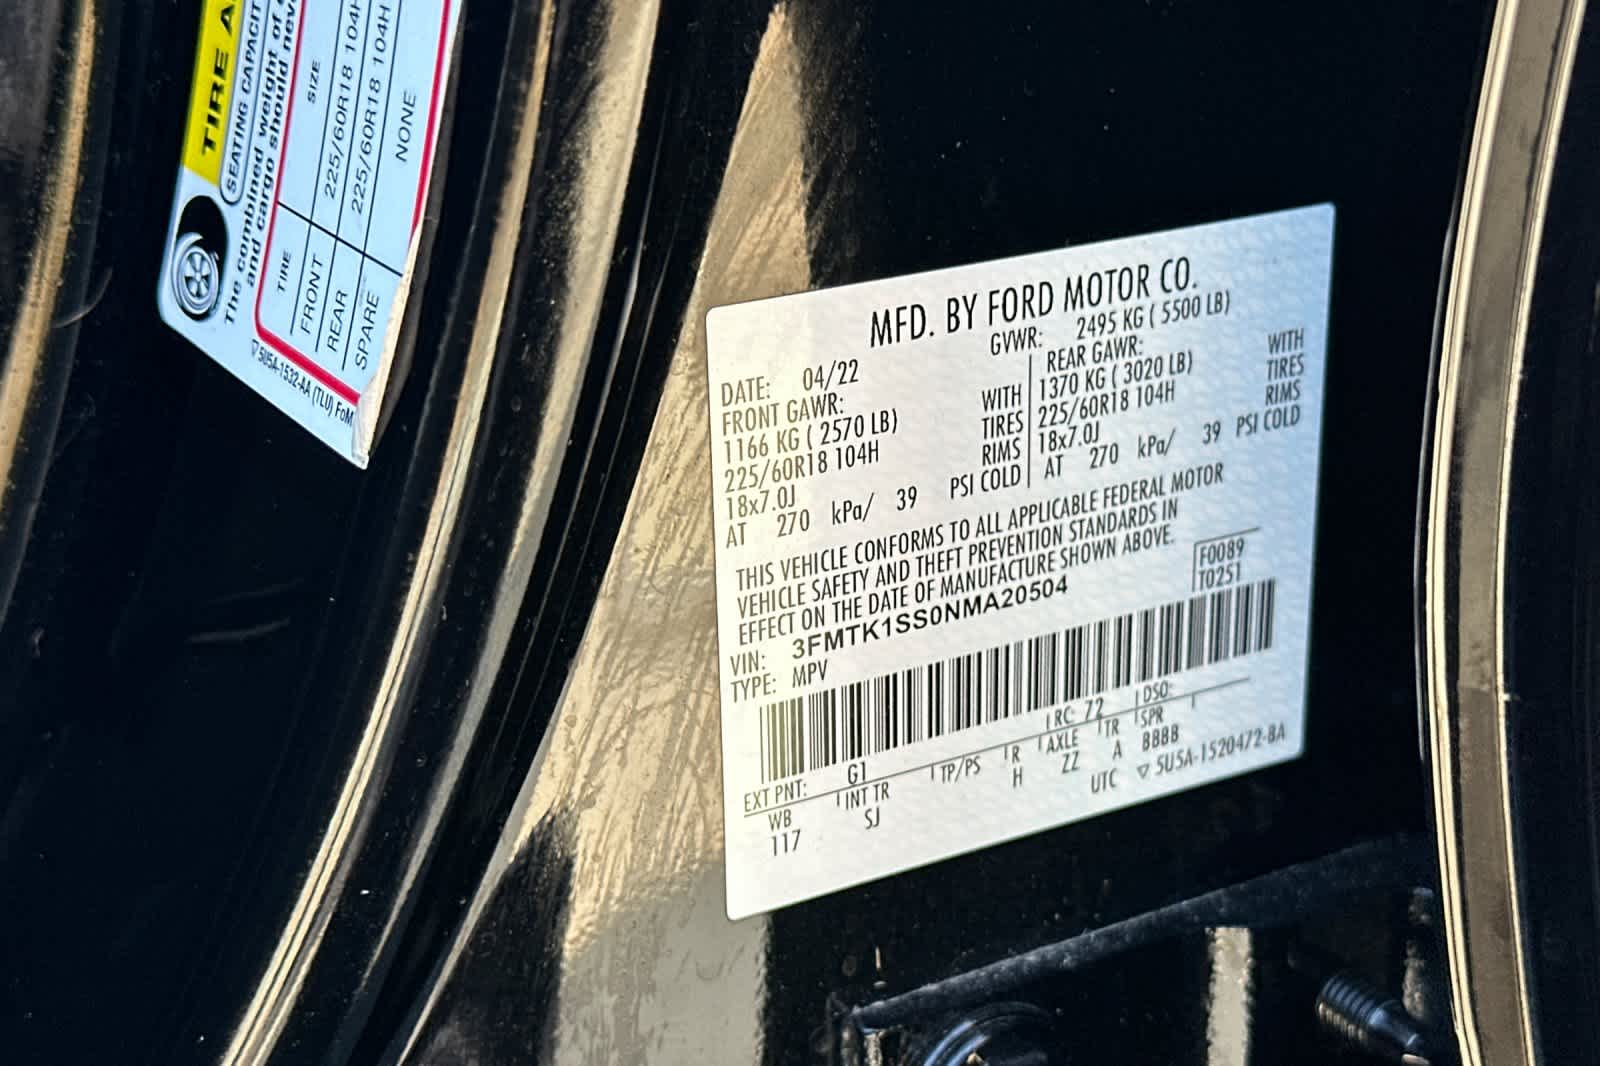 TIRE A
SEATING CAPACIT
The combined weight of
and cargo should nev
TIRE SIZE
FRONT 225/60R18 104H
REAR 225/60R18 104H
SPARE NONE
5U5A-1532-AA (TLU) FoM
MFD. BY FORD MOTOR CO.
DATE: 04/22 GVWR: 2495 KG ( 5500 LB)
FRONT GAWR: REAR GAWR:
1166 KG ( 2570 LB) WITH 1370 KG ( 3020 LB) WITH
225/60R18 104H TIRES 225/60R18 104H TIRES
18x7.0J RIMS 18x7.0J RIMS
AT 270 kPa/ 39 PSI COLD AT 270 kPa/ 39 PSI COLD
THIS VEHICLE CONFORMS TO ALL APPLICABLE FEDERAL MOTOR
VEHICLE SAFETY AND THEFT PREVENTION STANDARDS IN
EFFECT ON THE DATE OF MANUFACTURE SHOWN ABOVE.
F0089
T0251
VIN: 3FMTK1SS0NMA20504
TYPE: MPV
EXT PNT: G1 RC: 72 DSO:
WB INT TR TP/PS R AXLE TR SPR
117 SJ H ZZ A BBBB
UTC 5U5A-1520472-BA